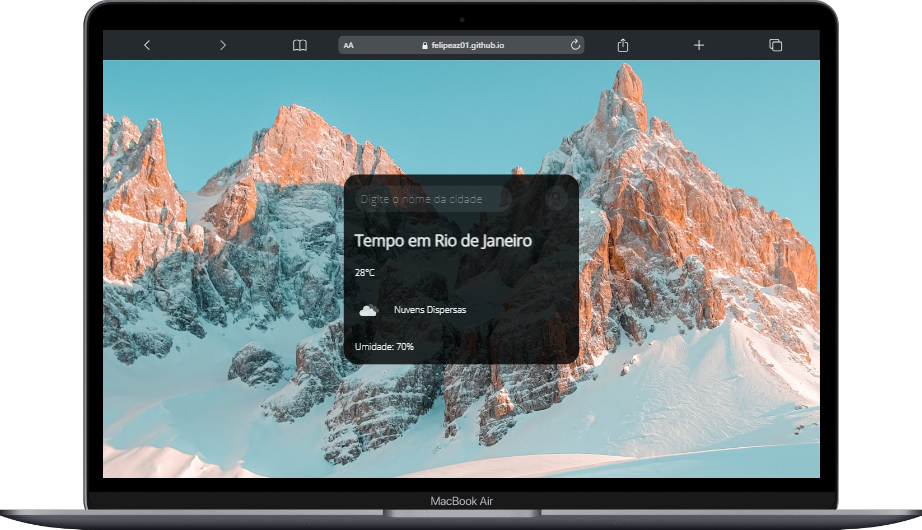 AA
felipeaz01.github.io
Digite o nome da cidade
Tempo em Rio de Janeiro
28°C
Nuvens Dispersas
Umidade: 70%
MacBook Air